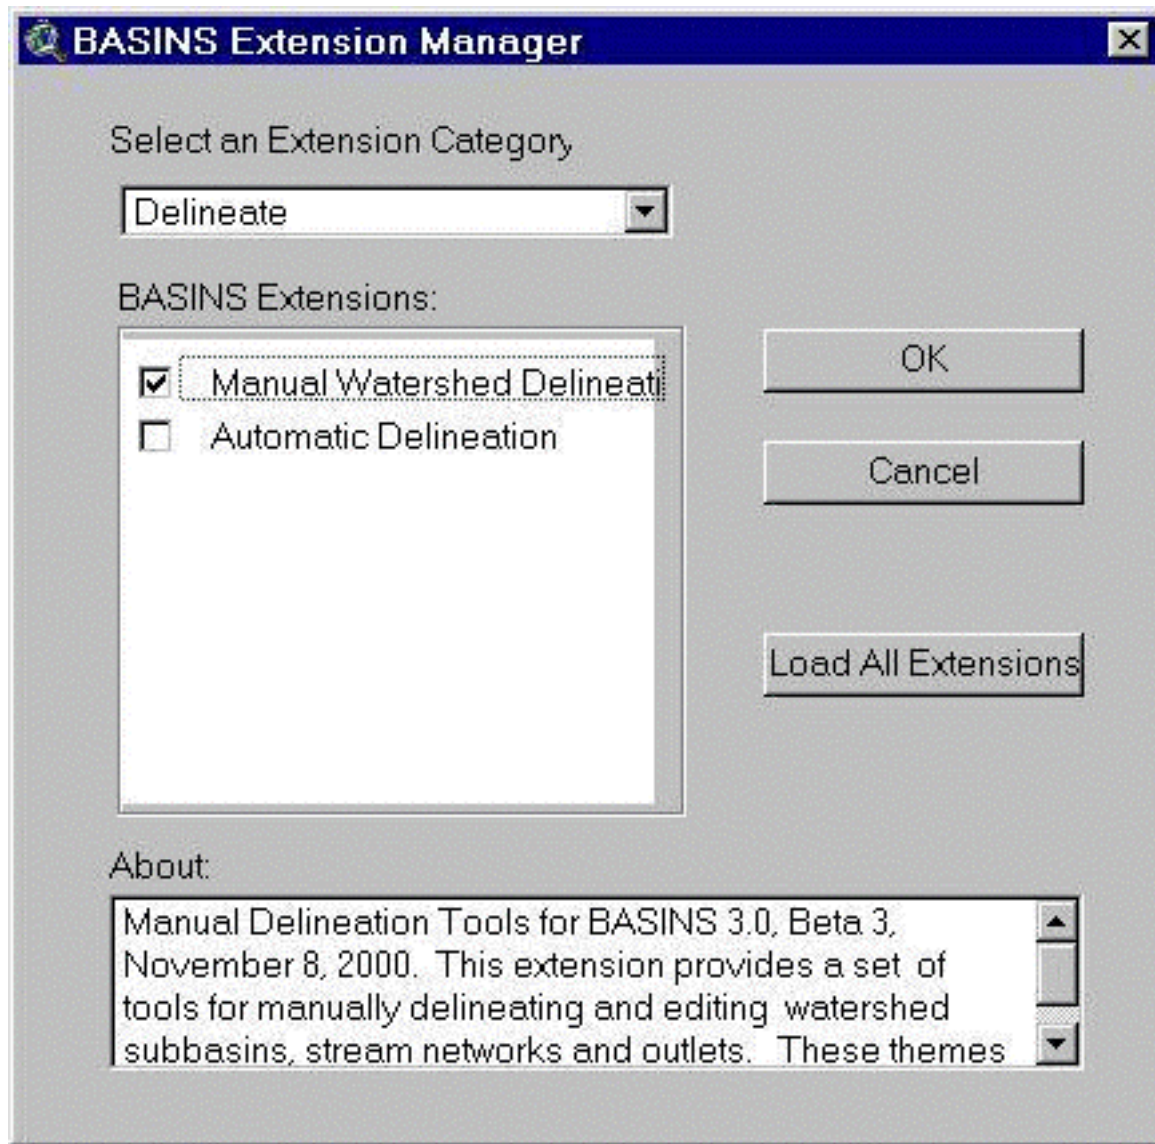 BASINS Extension Manager
Select an Extension Category
Delineate
BASINS Extensions:
Manual Watershed Delineati
Automatic Delineation
OK
Cancel
Load All Extensions
About:
Manual Delineation Tools for BASINS 3.0, Beta 3,
November 8, 2000. This extension provides a set of
tools for manually delineating and editing watershed
subbasins, stream networks and outlets. These themes